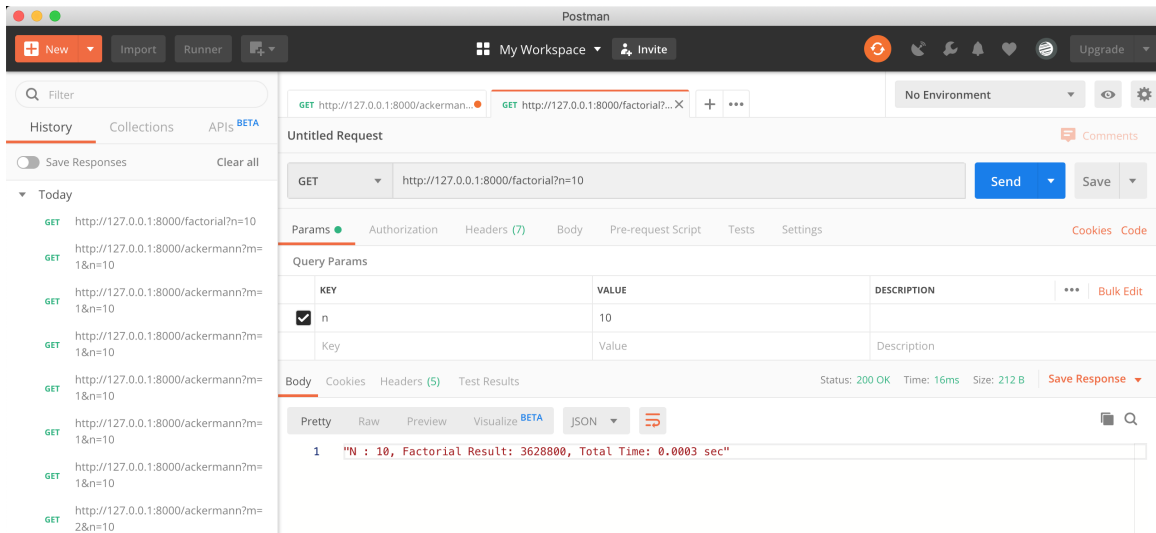 Postman
New Import Runner My Workspace Invite Upgrade
Filter
History Collections APIs BETA
Save Responses Clear all
Today
GET http://127.0.0.1:8000/factorial?n=10
GET http://127.0.0.1:8000/ackermann?m=
1&n=10
GET http://127.0.0.1:8000/ackermann?m=
1&n=10
GET http://127.0.0.1:8000/ackermann?m=
1&n=10
GET http://127.0.0.1:8000/ackermann?m=
1&n=10
GET http://127.0.0.1:8000/ackermann?m=
1&n=10
GET http://127.0.0.1:8000/ackermann?m=
1&n=10
GET http://127.0.0.1:8000/ackermann?m=
2&n=10
GET http://127.0.0.1:8000/ackerman... GET http://127.0.0.1:8000/factorial?... No Environment
Untitled Request Comments
GET http://127.0.0.1:8000/factorial?n=10 Send Save
Params Authorization Headers (7) Body Pre-request Script Tests Settings Cookies Code
Query Params
KEY VALUE DESCRIPTION Bulk Edit
n 10
Key Value Description
Body Cookies Headers (5) Test Results Status: 200 OK Time: 16ms Size: 212 B Save Response
Pretty Raw Preview Visualize BETA JSON
1 "N : 10, Factorial Result: 3628800, Total Time: 0.0003 sec"